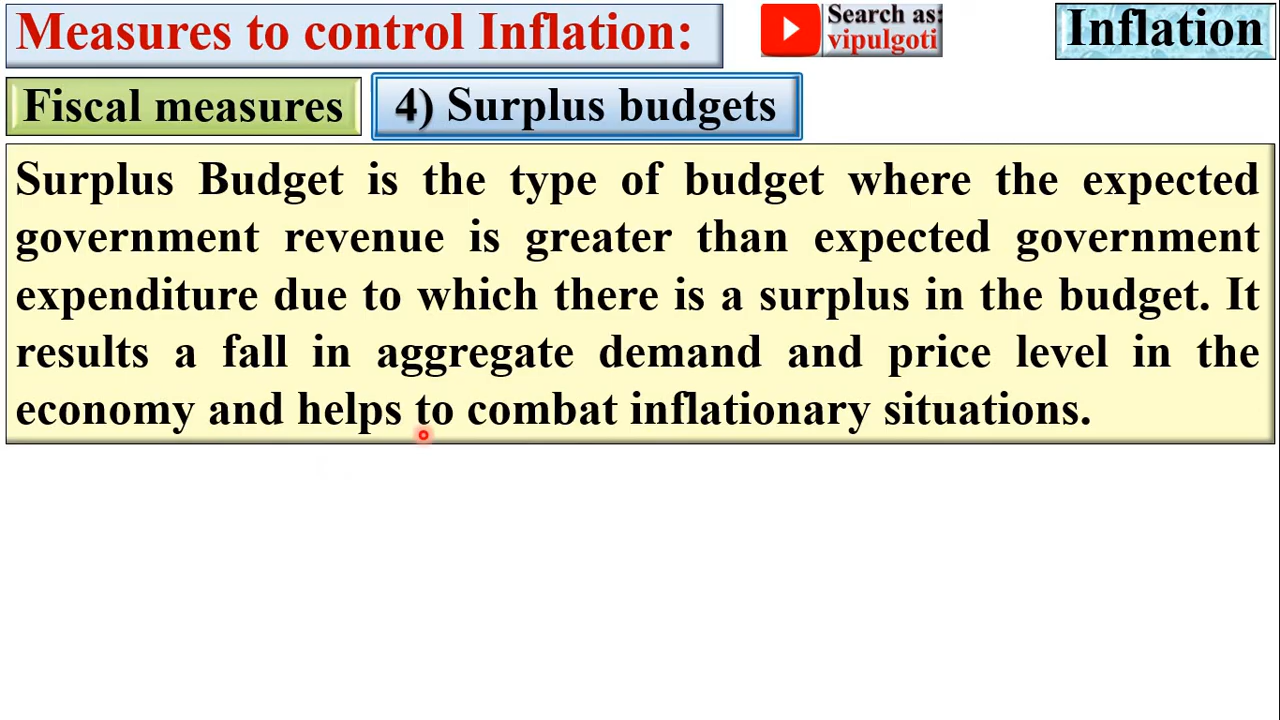 Measures to control Inflation:
Search as:
vipulgoti
Inflation
Fiscal measures
4) Surplus budgets
Surplus Budget is the type of budget where the expected
government revenue is greater than expected government
expenditure due to which there is a surplus in the budget. It
results a fall in aggregate demand and price level in the
economy and helps to combat inflationary situations.